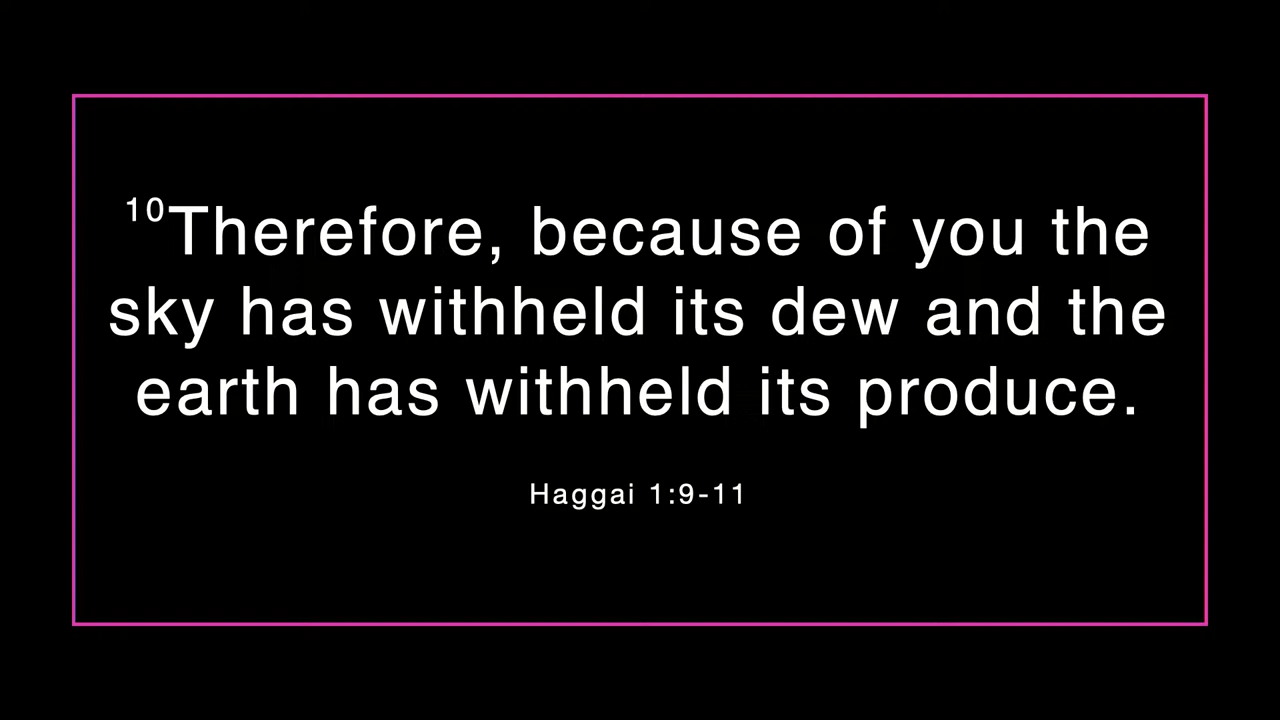 10Therefore, because of you the
sky has withheld its dew and the
earth has withheld its produce.
Haggai 1:9-11